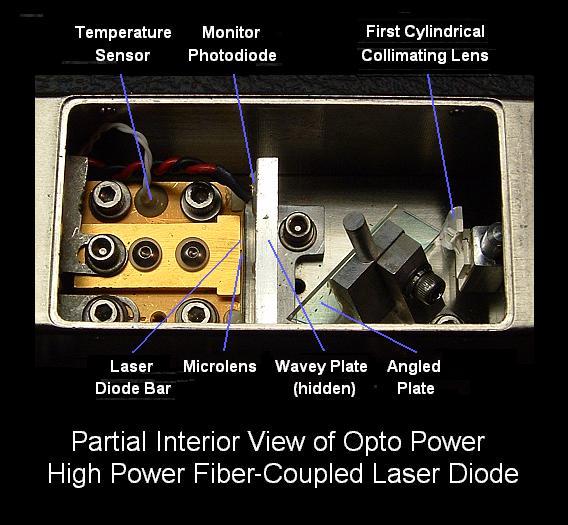 Temperature
Sensor
Monitor
Photodiode
First Cylindrical
Collimating Lens
Laser
Diode Bar
Microlens
Wavey Plate
(hidden)
Angled
Plate
Partial Interior View of Opto Power
High Power Fiber-Coupled Laser Diode